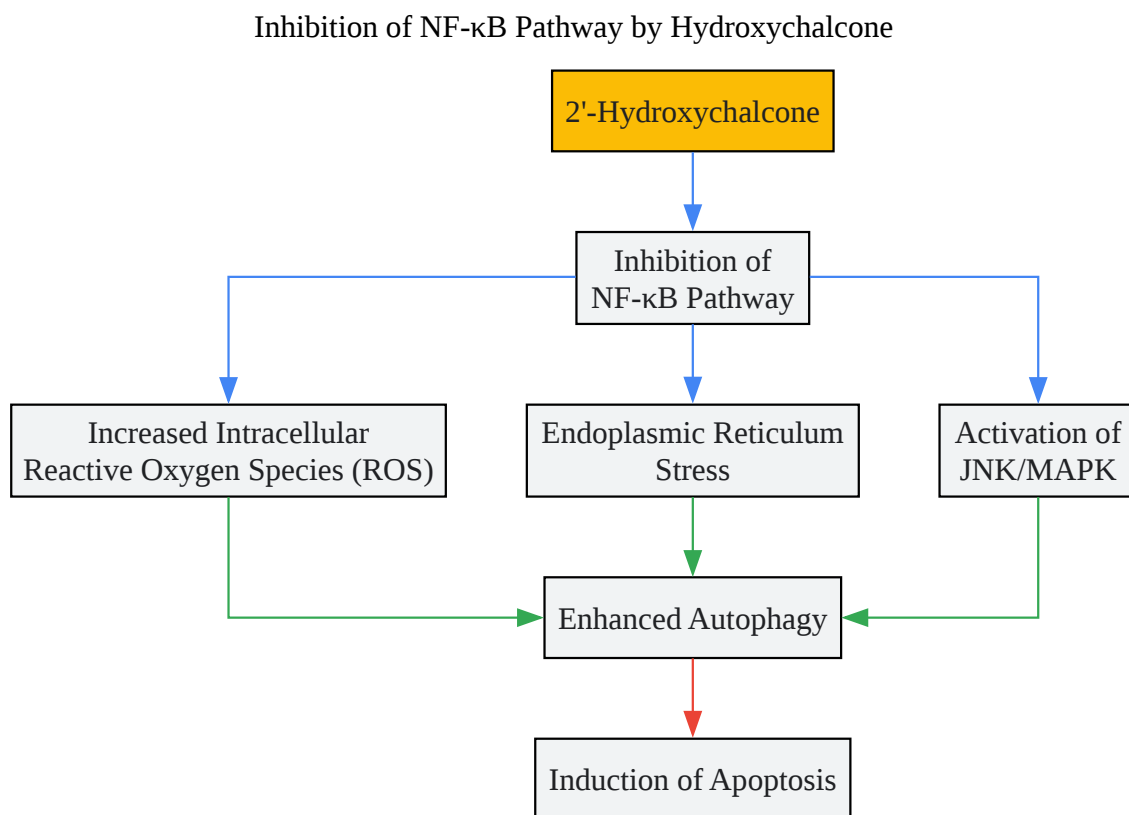 Inhibition of NF-κB Pathway by Hydroxychalcone
2'-Hydroxychalcone
Inhibition of
NF-κB Pathway
Increased Intracellular
Reactive Oxygen Species (ROS)
Endoplasmic Reticulum
Stress
Activation of
JNK/MAPK
Enhanced Autophagy
Induction of Apoptosis